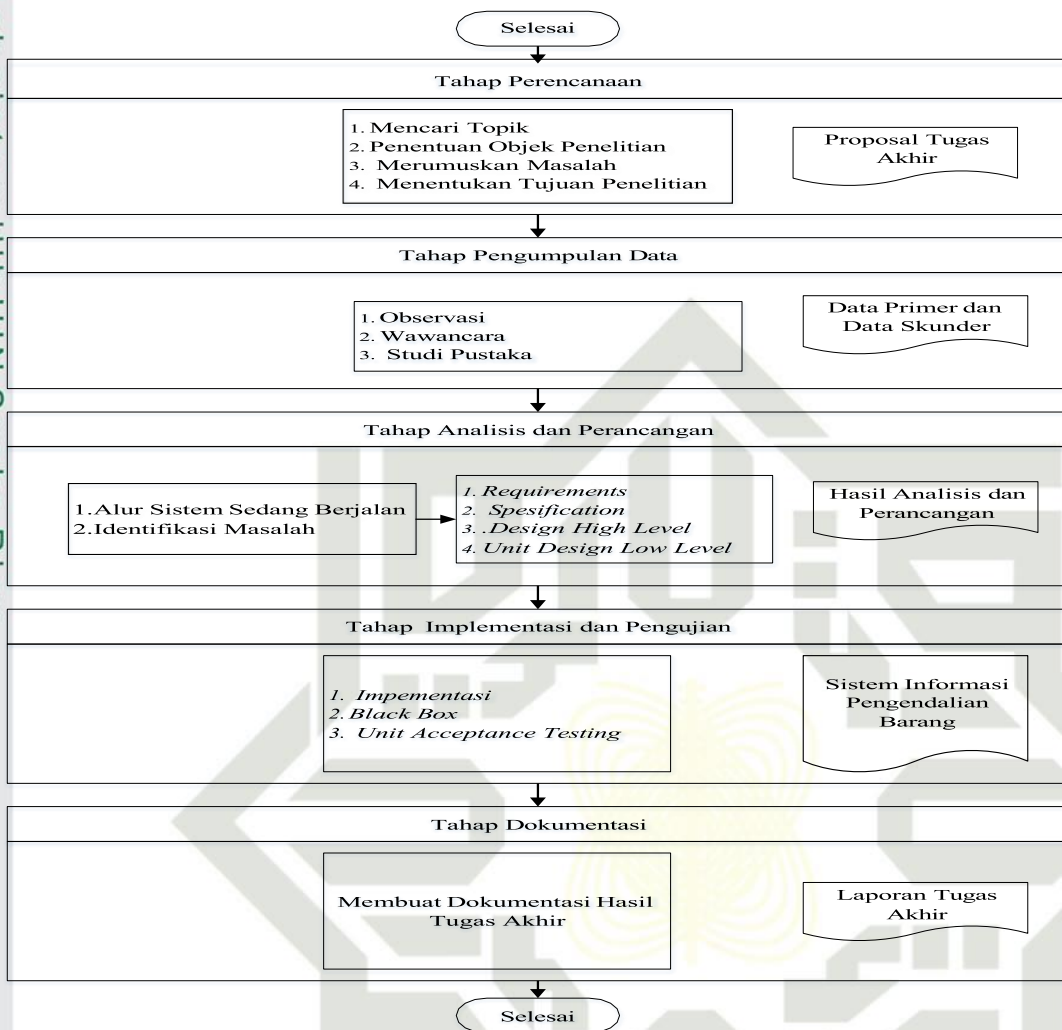 Selesai
Tahap Perencanaan
1. Mencari Topik
2. Penentuan Objek Penelitian
3. Merumuskan Masalah
4. Menentukan Tujuan Penelitian
Proposal Tugas
Akhir
Tahap Pengumpulan Data
1. Observasi
2. Wawancara
3. Studi Pustaka
Data Primer dan
Data Skunder
Tahap Analisis dan Perancangan
1.Alur Sistem Sedang Berjalan
2.Identifikasi Masalah
1. Requirements
2. Spesification
3. .Design High Level
4. Unit Design Low Level
Hasil Analisis dan
Perancangan
Tahap Implementasi dan Pengujian
1. Impementasi
2. Black Box
3. Unit Acceptance Testing
Sistem Informasi
Pengendalian
Barang
Tahap Dokumentasi
Membuat Dokumentasi Hasil
Tugas Akhir
Laporan Tugas
Akhir
Selesai